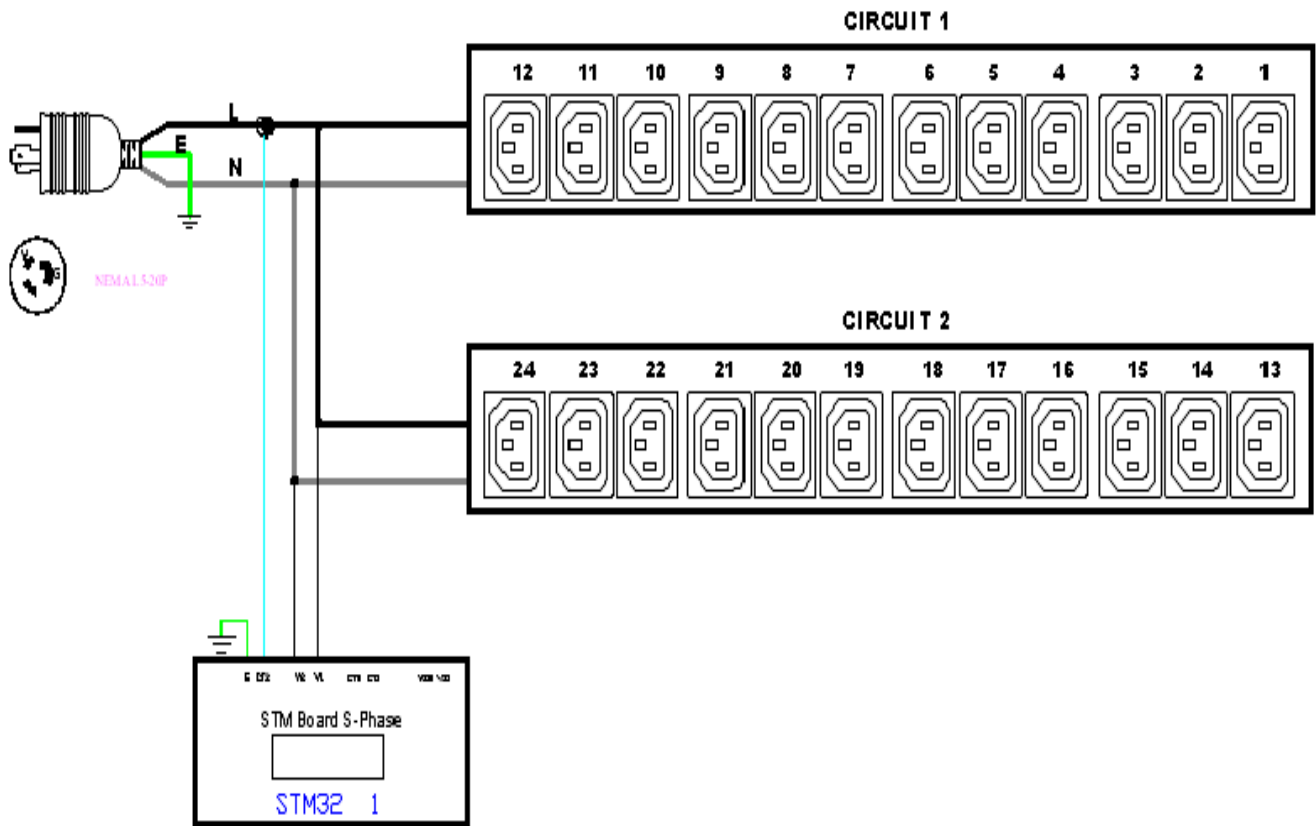 CIRCUIT 1
12 11 10 9 8 7 6 5 4 3 2 1
L
E
N
G
NEMA L5-20P
CIRCUIT 2
24 23 22 21 20 19 18 17 16 15 14 13
STM Board S-Phase
STM32 1